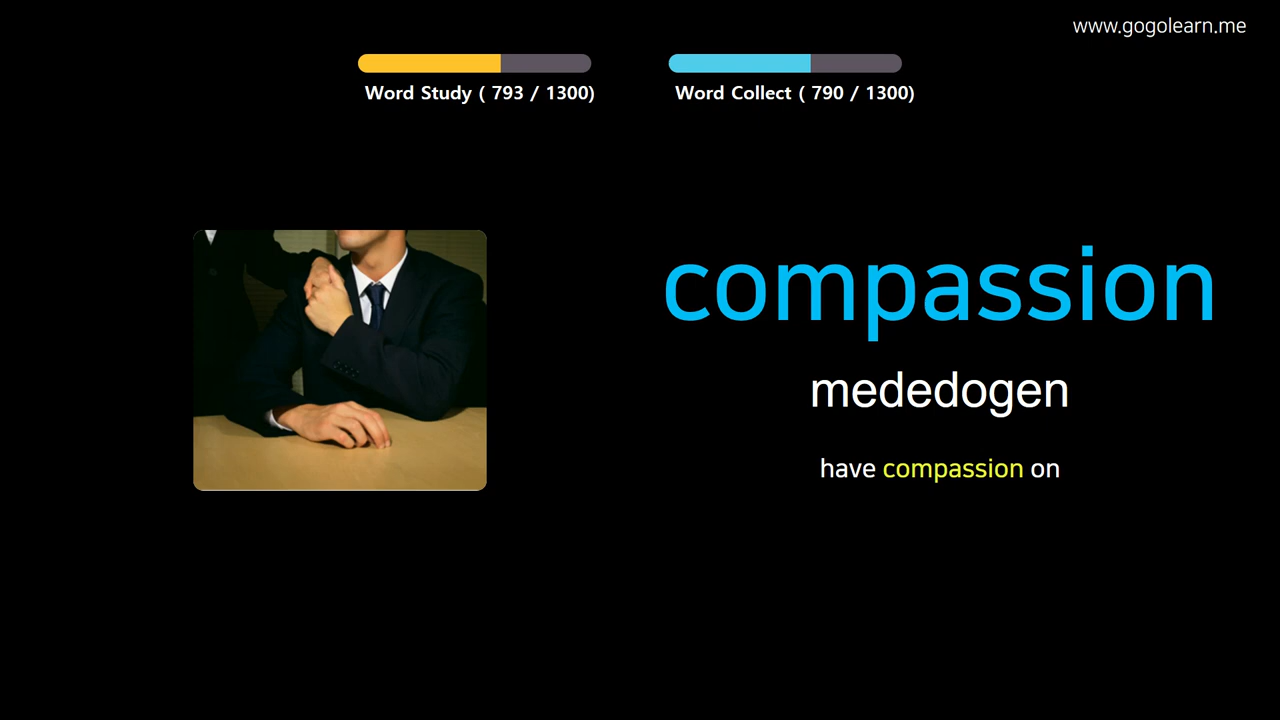 www.gogolearn.me
Word Study ( 793 / 1300)
Word Collect ( 790 / 1300)
compassion
mededogen
have compassion on